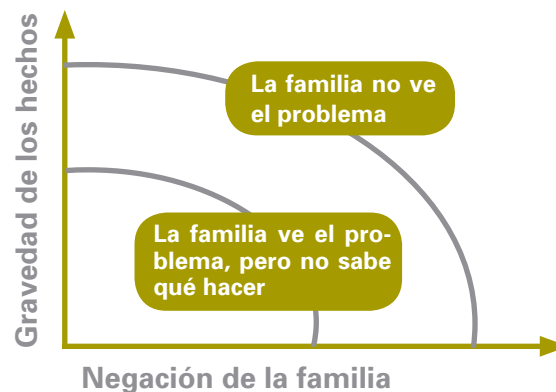 Gravedad de los hechos
La familia no ve
el problema
La familia ve el pro-
blema, pero no sabe
qué hacer
Negación de la familia